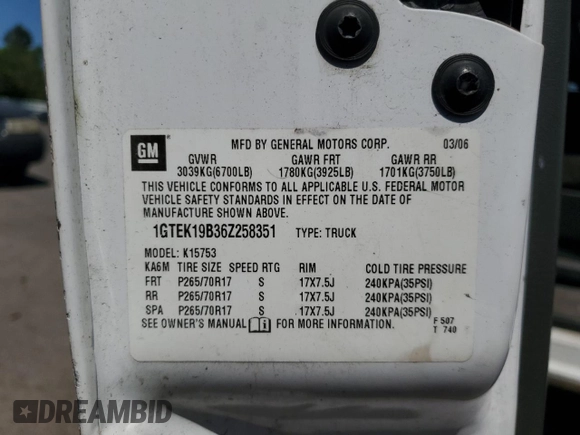 GM
MFD BY GENERAL MOTORS CORP. 03/06
GVWR GAWR FRT GAWR RR
3039KG(6700LB) 1780KG(3925LB) 1701KG(3750LB)
THIS VEHICLE CONFORMS TO ALL APPLICABLE U.S. FEDERAL MOTOR
VEHICLE SAFETY STANDARDS IN EFFECT ON THE DATE OF
MANUFACTURE SHOWN ABOVE.
1GTEK19B36Z258351 TYPE: TRUCK
MODEL: K15753
KA6M TIRE SIZE SPEED RTG RIM COLD TIRE PRESSURE
FRT P265/70R17 S 17X7.5J 240KPA(35PSI)
RR P265/70R17 S 17X7.5J 240KPA(35PSI)
SPA P265/70R17 S 17X7.5J 240KPA(35PSI)
SEE OWNER'S MANUAL FOR MORE INFORMATION.
F 507
T 740
DREAMBID